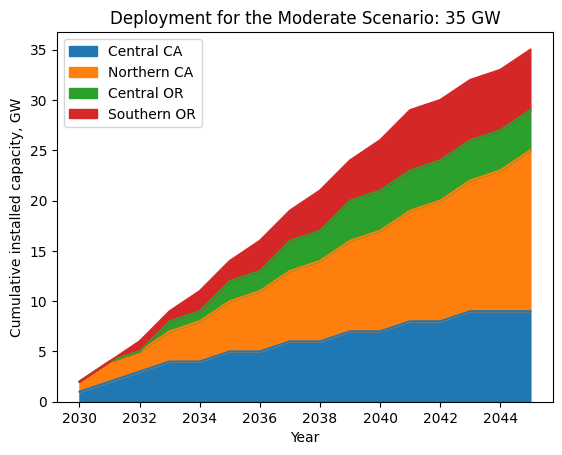 Deployment for the Moderate Scenario: 35 GW
Central CA
Northern CA
Central OR
Southern OR
Cumulative installed capacity, GW
35
30
25
20
15
10
5
0
2030
2032
2034
2036
2038
2040
2042
2044
Year